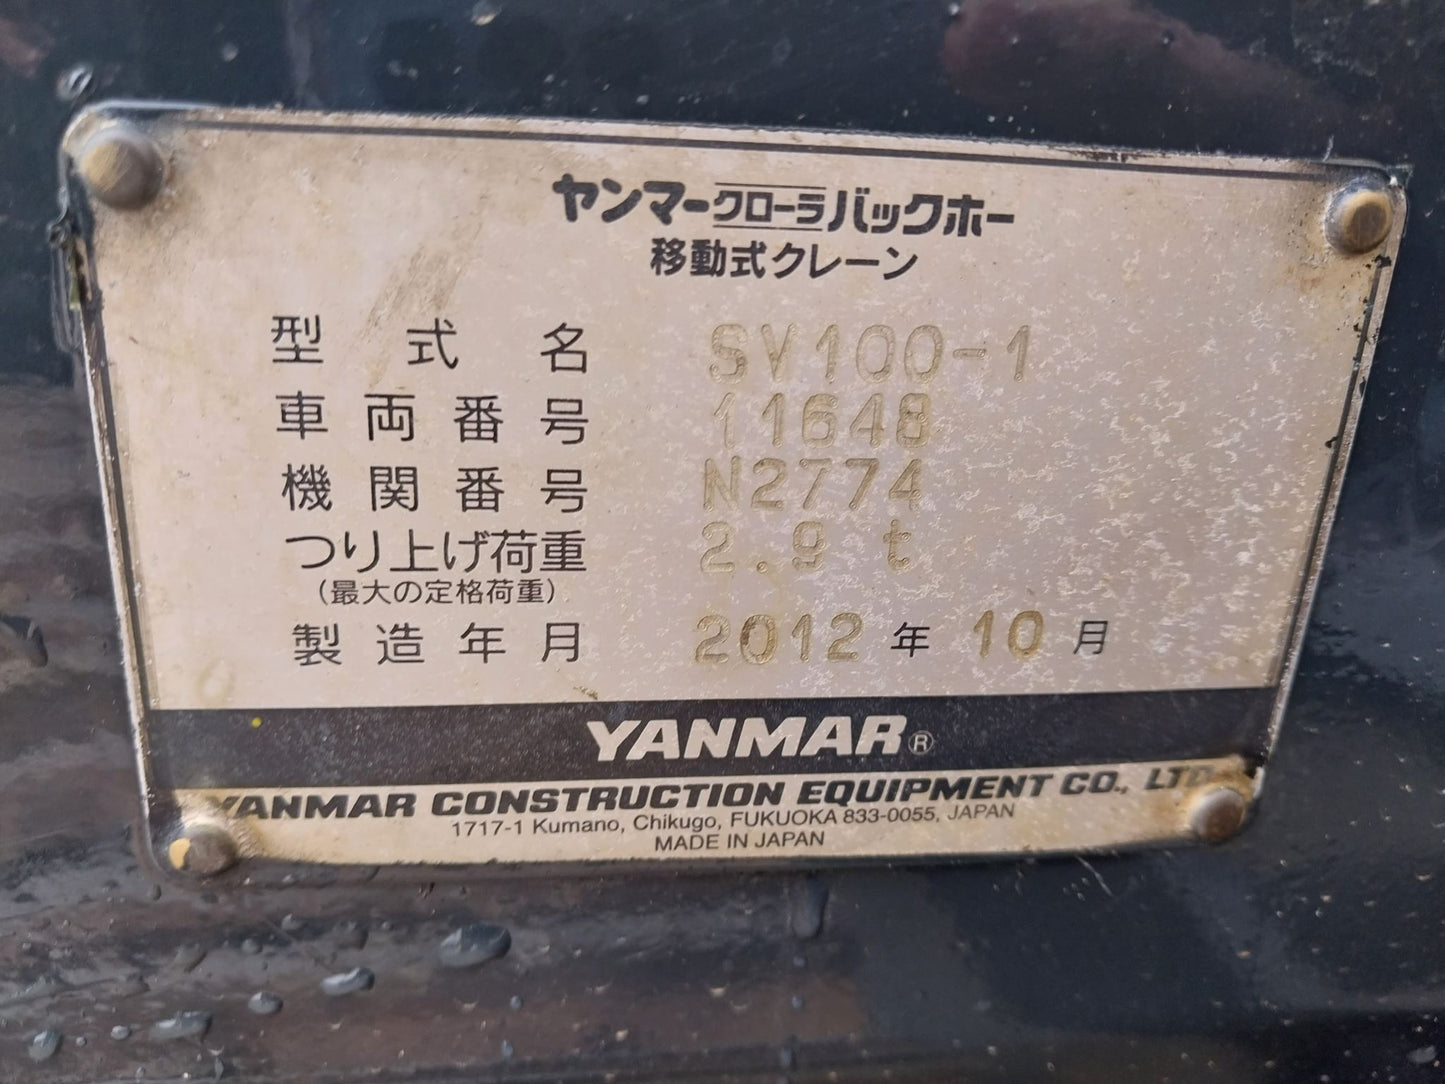 ヤンマークローラバックホー
移動式クレーン
型式名 SV100-1
車両番号 11648
機関番号 N2774
つり上げ荷重 2.9 t
(最大の定格荷重)
製造年月 2012 年 10 月
YANMAR®
YANMAR CONSTRUCTION EQUIPMENT CO., LTD.
1717-1 Kumano, Chikugo, FUKUOKA 833-0055, JAPAN
MADE IN JAPAN